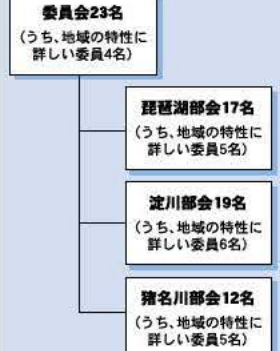 委員会23名
(うち、地域の特性に
詳しい委員4名)
琵琶湖部会17名
(うち、地域の特性に
詳しい委員5名)
淀川部会19名
(うち、地域の特性に
詳しい委員6名)
猪名川部会12名
(うち、地域の特性に
詳しい委員5名)